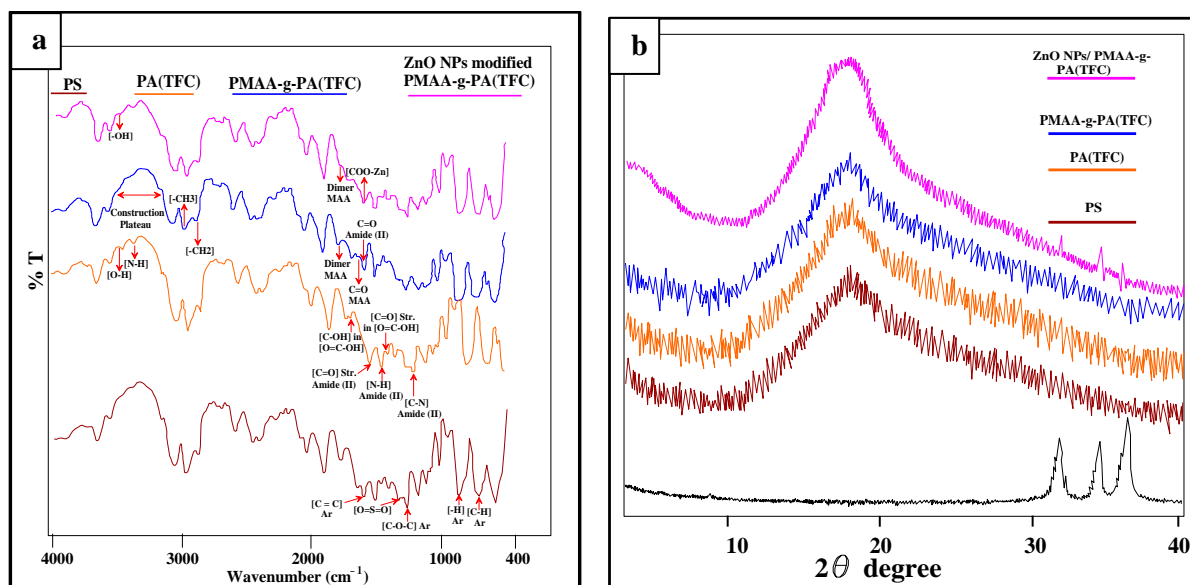 a
PS
PA(TFC)
PMAA-g-PA(TFC)
ZnO NPs modified
PMAA-g-PA(TFC)
[-OH]
[COO-Zn]
Dimer
MAA
[-CH3]
Construction
Plateau
[-CH2]
C=O
Amide (II)
Dimer
MAA
C=O
MAA
[N-H]
[O-H]
[C=O] Str.
in [O=C-OH]
[C-OH] in
[O=C-OH]
[C=O] Str.
Amide (II)
[N-H]
Amide (II)
[C-N]
Amide (II)
[C = C]
Ar
[O=S=O]
[C-O-C] Ar
[-H]
Ar
[C-H]
Ar
% T
4000
3000
2000
1000
400
Wavenumber (cm⁻¹)
b
ZnO NPs/ PMAA-g-
PA(TFC)
PMAA-g-PA(TFC)
PA(TFC)
PS
10
20
30
40
2θ degree